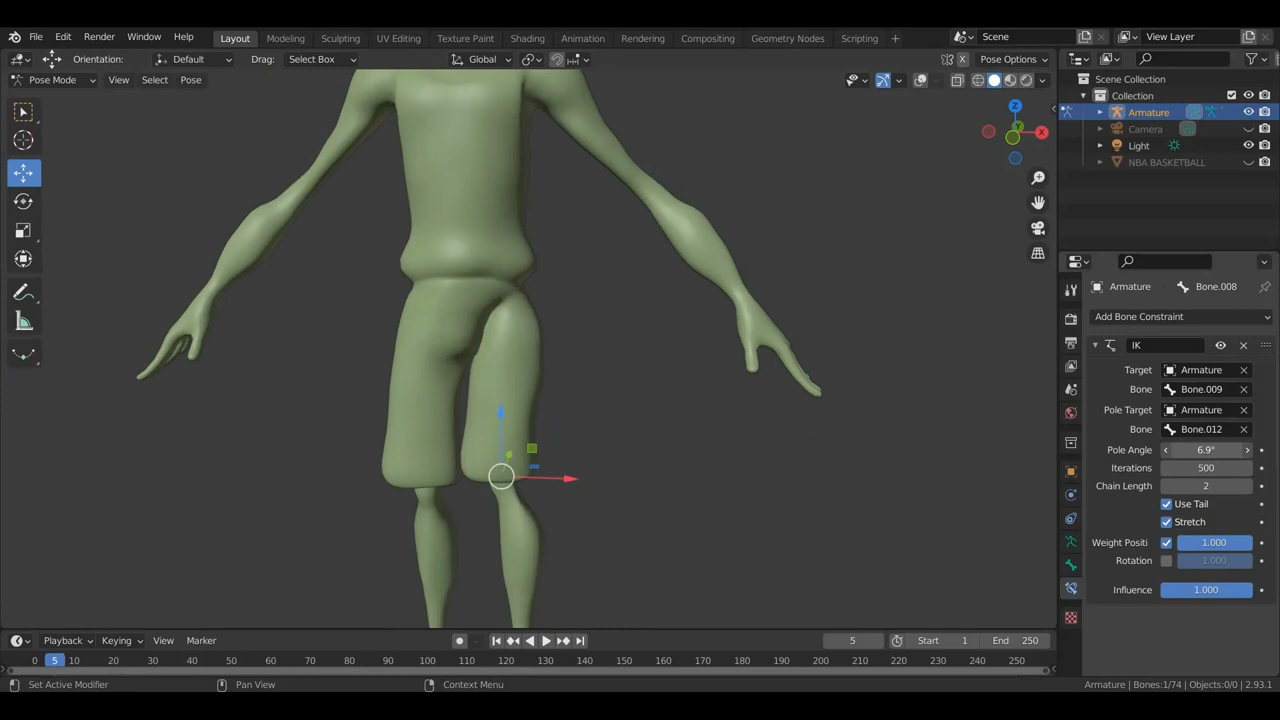 File Edit Render Window Help Layout Modeling Sculpting UV Editing Texture Paint Shading Animation Rendering Compositing Geometry Nodes Scripting + Scene View Layer
Orientation: Default Drag: Select Box Global X Pose Options
Pose Mode View Select Pose
Scene Collection
Collection
Armature
Camera
Light
NBA BASKETBALL
Z
Y
X
Armature Bone.008
Add Bone Constraint
IK
Target Armature
Bone Bone.009
Pole Target Armature
Bone Bone.012
Pole Angle 6.9°
Iterations 500
Chain Length 2
Use Tail
Stretch
Weight Positi 1.000
Rotation 1.000
Influence 1.000
Playback Keying View Marker 5 Start 1 End 250
0 5 10 20 30 40 50 60 70 80 90 100 110 120 130 140 150 160 170 180 190 200 210 220 230 240 250
Set Active Modifier Pan View Context Menu Armature | Bones:1/74 | Objects:0/0 | 2.93.1